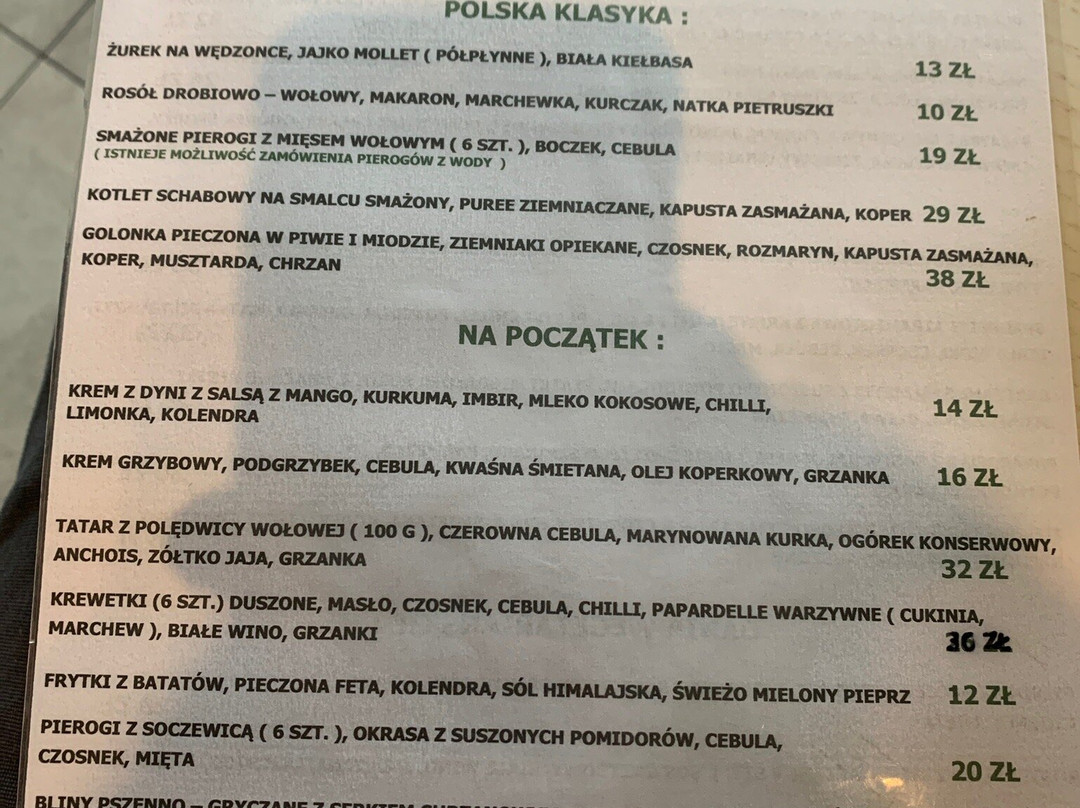 POLSKA KLASYKA :
ŻUREK NA WĘDZONCE, JAJKO MOLLET ( PÓŁPŁYNNE ), BIAŁA KIEŁBASA 13 ZŁ
ROSÓŁ DROBIOWO – WOŁOWY, MAKARON, MARCHEWKA, KURCZAK, NATKA PIETRUSZKI 10 ZŁ
SMAŻONE PIEROGI Z MIĘSEM WOŁOWYM ( 6 SZT. ), BOCZEK, CEBULA 19 ZŁ
( ISTNIEJE MOŻLIWOŚĆ ZAMÓWIENIA PIEROGÓW Z WODY )
KOTLET SCHABOWY NA SMALCU SMAŻONY, PUREE ZIEMNIACZANE, KAPUSTA ZASMAŻANA, KOPER 29 ZŁ
GOLONKA PIECZONA W PIWIE I MIODZIE, ZIEMNIAKI OPIEKANE, CZOSNEK, ROZMARYN, KAPUSTA ZASMAŻANA,
KOPER, MUSZTARDA, CHRZAN 38 ZŁ
NA POCZĄTEK :
KREM Z DYNI Z SALSĄ Z MANGO, KURKUMA, IMBIR, MLEKO KOKOSOWE, CHILLI, 14 ZŁ
LIMONKA, KOLENDRA
KREM GRZYBOWY, PODGRZYBEK, CEBULA, KWAŚNA ŚMIETANA, OLEJ KOPERKOWY, GRZANKA 16 ZŁ
TATAR Z POLĘDWICY WOŁOWEJ ( 100 G ), CZEROWNA CEBULA, MARYNOWANA KURKA, OGÓREK KONSERWOWY,
ANCHOIS, ŻÓŁTKO JAJA, GRZANKA 32 ZŁ
KREWETKI (6 SZT.) DUSZONE, MASŁO, CZOSNEK, CEBULA, CHILLI, PAPARDELLE WARZYWNE ( CUKINIA,
MARCHEW ), BIAŁE WINO, GRZANKI 36 ZŁ
FRYTKI Z BATATÓW, PIECZONA FETA, KOLENDRA, SÓL HIMALAJSKA, ŚWIEŻO MIELONY PIEPRZ 12 ZŁ
PIEROGI Z SOCZEWICĄ ( 6 SZT. ), OKRASA Z SUSZONYCH POMIDORÓW, CEBULA,
CZOSNEK, MIĘTA 20 ZŁ
BLINY PSZENNO – GRYCZANE Z SERKIEM